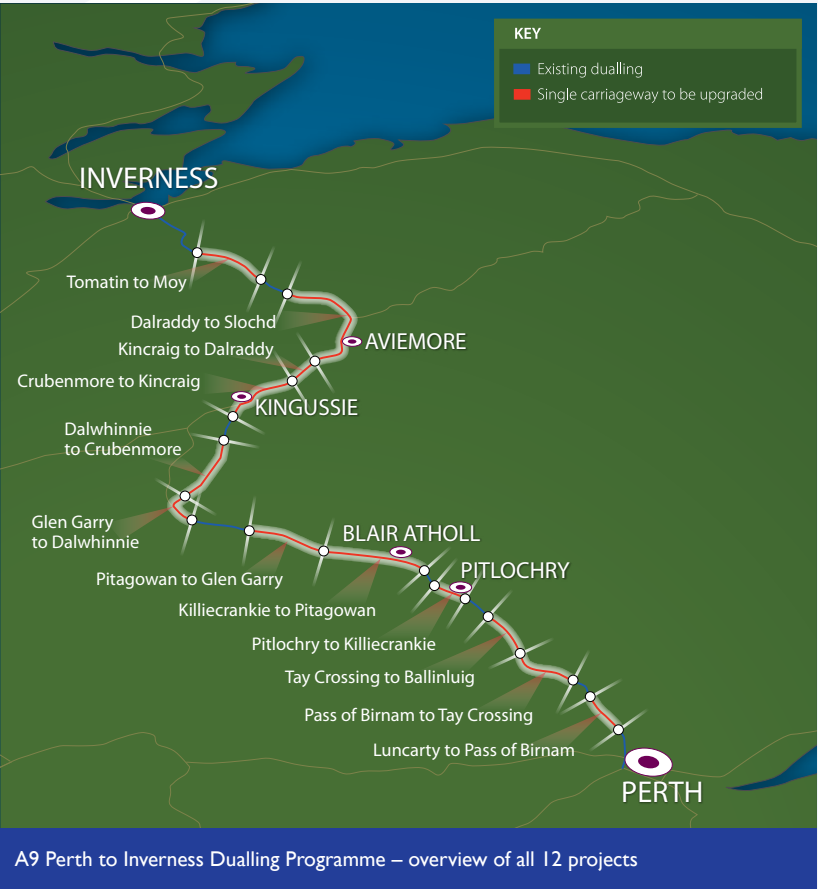 KEY
Existing dualling
Single carriageway to be upgraded
INVERNESS
Tomatin to Moy
Dalraddy to Slochd
AVIEMORE
Kincraig to Dalraddy
Crubenmore to Kincraig
KINGUSSIE
Dalwhinnie
to Crubenmore
Glen Garry
to Dalwhinnie
BLAIR ATHOLL
PITLOCHRY
Pitagowan to Glen Garry
Killiecrankie to Pitagowan
Pitlochry to Killiecrankie
Tay Crossing to Ballinluig
Pass of Birnam to Tay Crossing
Luncarty to Pass of Birnam
PERTH
A9 Perth to Inverness Dualling Programme – overview of all 12 projects